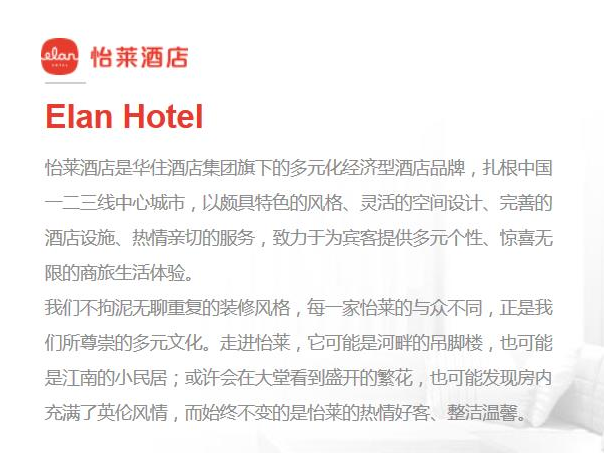 elan
HOTEL
怡莱酒店
Elan Hotel
怡莱酒店是华住酒店集团旗下的多元化经济型酒店品牌，扎根中国
一二三线中心城市，以颇具特色的风格、灵活的空间设计、完善的
酒店设施、热情亲切的服务，致力于为宾客提供多元个性、惊喜无
限的商旅生活体验。
我们不拘泥无聊重复的装修风格，每一家怡莱的与众不同，正是我
们所尊崇的多元文化。走进怡莱，它可能是河畔的吊脚楼，也可能
是江南的小民居；或许会在大堂看到盛开的繁花，也可能发现房内
充满了英伦风情，而始终不变的是怡莱的热情好客、整洁温馨。